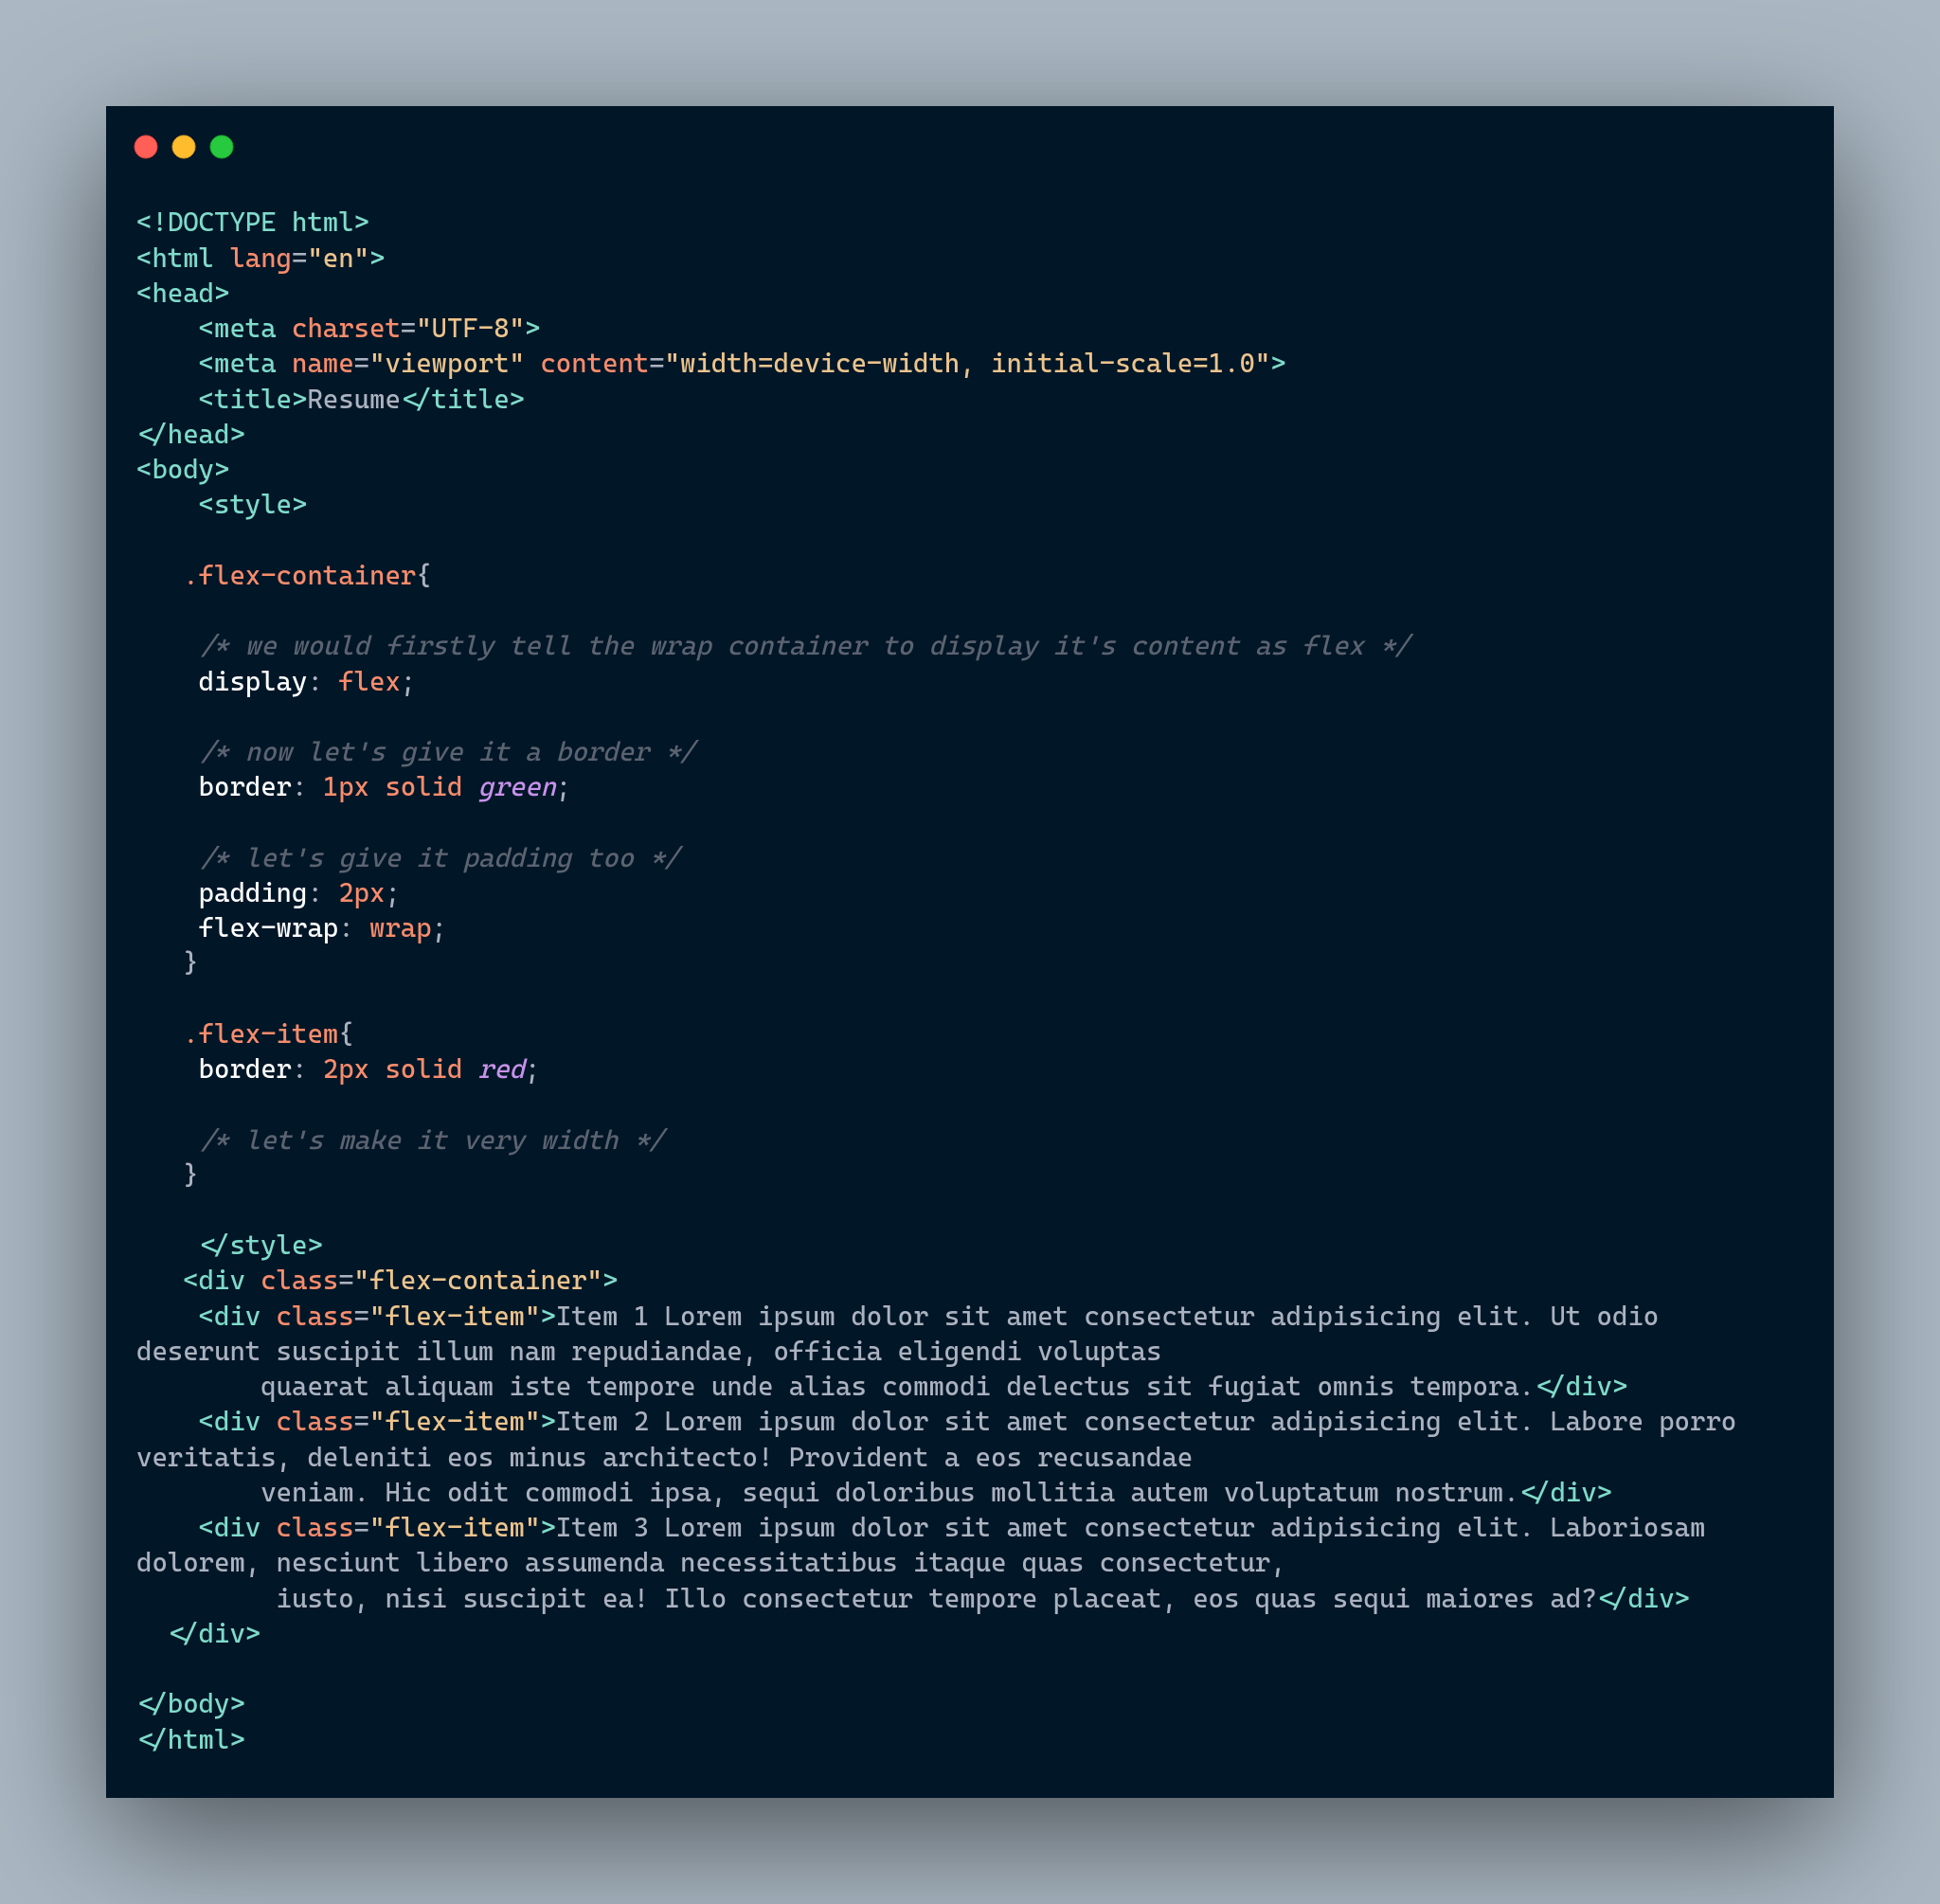 <!DOCTYPE html>
<html lang="en">
<head>
    <meta charset="UTF-8">
    <meta name="viewport" content="width=device-width, initial-scale=1.0">
    <title>Resume</title>
</head>
<body>
    <style>

   .flex-container{

    /* we would firstly tell the wrap container to display it's content as flex */
    display: flex;

    /* now let's give it a border */
    border: 1px solid green;

    /* let's give it padding too */
    padding: 2px;
    flex-wrap: wrap;
   }

   .flex-item{
    border: 2px solid red;

    /* let's make it very width */
   }

    </style>
   <div class="flex-container">
    <div class="flex-item">Item 1 Lorem ipsum dolor sit amet consectetur adipisicing elit. Ut odio
deserunt suscipit illum nam repudiandae, officia eligendi voluptas
        quaerat aliquam iste tempore unde alias commodi delectus sit fugiat omnis tempora.</div>
    <div class="flex-item">Item 2 Lorem ipsum dolor sit amet consectetur adipisicing elit. Labore porro
veritatis, deleniti eos minus architecto! Provident a eos recusandae
        veniam. Hic odit commodi ipsa, sequi doloribus mollitia autem voluptatum nostrum.</div>
    <div class="flex-item">Item 3 Lorem ipsum dolor sit amet consectetur adipisicing elit. Laboriosam
dolorem, nesciunt libero assumenda necessitatibus itaque quas consectetur,
         iusto, nisi suscipit ea! Illo consectetur tempore placeat, eos quas sequi maiores ad?</div>
  </div>

</body>
</html>